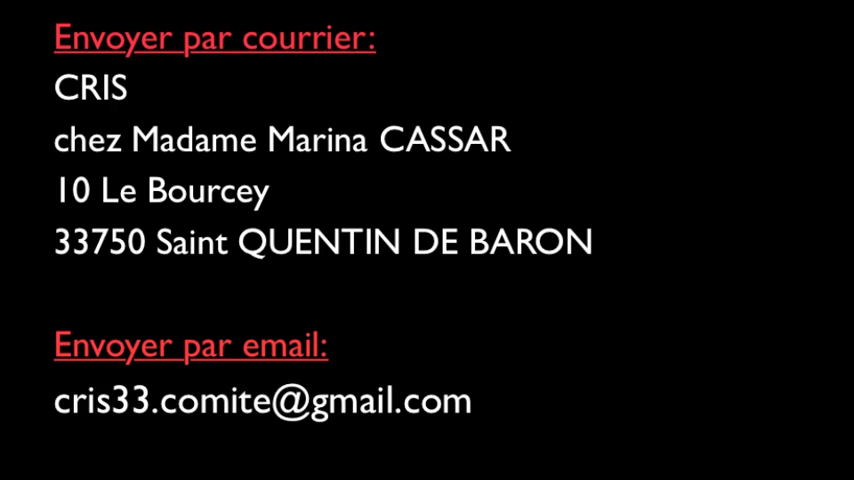 Envoyer par courrier:
CRIS
chez Madame Marina CASSAR
10 Le Bourcey
33750 Saint QUENTIN DE BARON
Envoyer par email:
cris33.comite@gmail.com